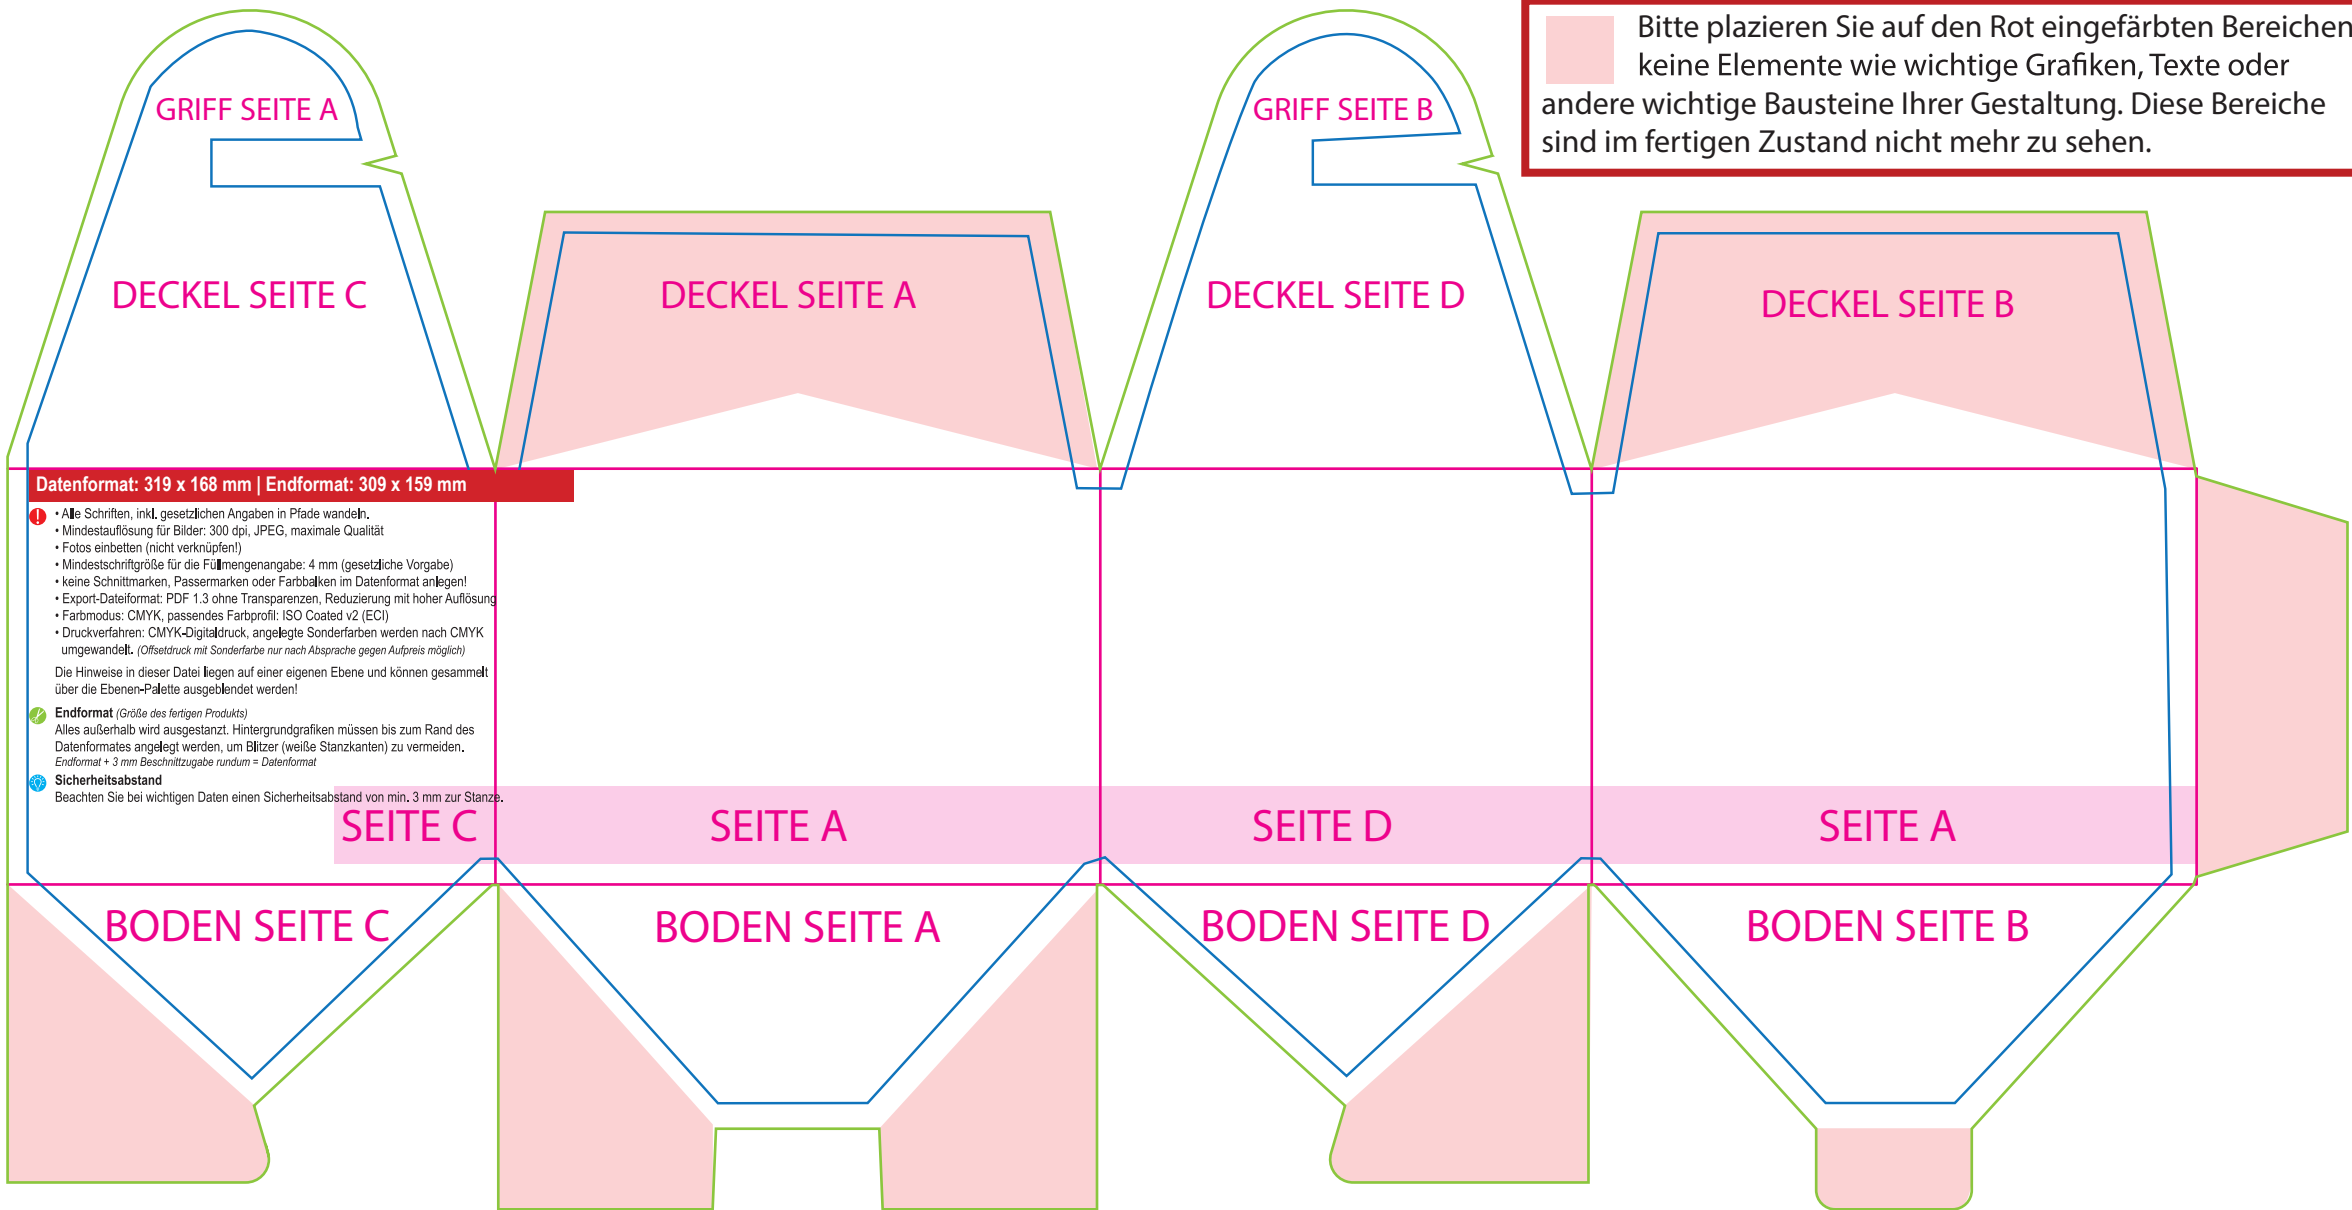 Bitte plazieren Sie auf den Rot eingefärbten Bereichen
keine Elemente wie wichtige Grafiken, Texte oder
andere wichtige Bausteine Ihrer Gestaltung. Diese Bereiche
sind im fertigen Zustand nicht mehr zu sehen.
GRIFF SEITE A
GRIFF SEITE B
DECKEL SEITE C
DECKEL SEITE A
DECKEL SEITE D
DECKEL SEITE B
Datenformat: 319 x 168 mm | Endformat: 309 x 159 mm
• Alle Schriften, inkl. gesetzlichen Angaben in Pfade wandeln.
• Mindestauflösung für Bilder: 300 dpi, JPEG, maximale Qualität
• Fotos einbetten (nicht verknüpfen!)
• Mindestschriftgröße für die Füllmengenangabe: 4 mm (gesetzliche Vorgabe)
• keine Schnittmarken, Passermarken oder Farbbalken im Datenformat anlegen!
• Export-Dateiformat: PDF 1.3 ohne Transparenzen, Reduzierung mit hoher Auflösung
• Farbmodus: CMYK, passendes Farbprofil: ISO Coated v2 (ECI)
• Druckverfahren: CMYK-Digitaldruck, angelegte Sonderfarben werden nach CMYK
umgewandelt. (Offsetdruck mit Sonderfarbe nur nach Absprache gegen Aufpreis möglich)
Die Hinweise in dieser Datei liegen auf einer eigenen Ebene und können gesammelt
über die Ebenen-Palette ausgeblendet werden!
Endformat (Größe des fertigen Produkts)
Alles außerhalb wird ausgestanzt. Hintergrundgrafiken müssen bis zum Rand des
Datenformates angelegt werden, um Blitzer (weiße Stanzkanten) zu vermeiden.
Endformat + 3 mm Beschnittzugabe rundum = Datenformat
Sicherheitsabstand
Beachten Sie bei wichtigen Daten einen Sicherheitsabstand von min. 3 mm zur Stanze.
SEITE C
SEITE A
SEITE D
SEITE A
BODEN SEITE C
BODEN SEITE A
BODEN SEITE D
BODEN SEITE B